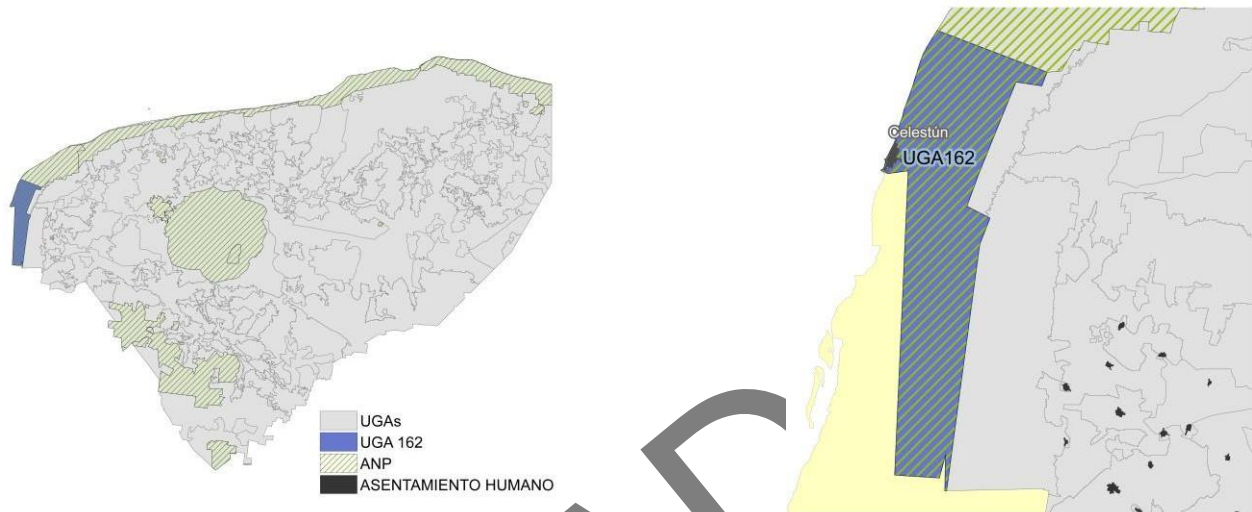 UGAs
UGA 162
ANP
ASENTAMIENTO HUMANO
Celestún
UGA162